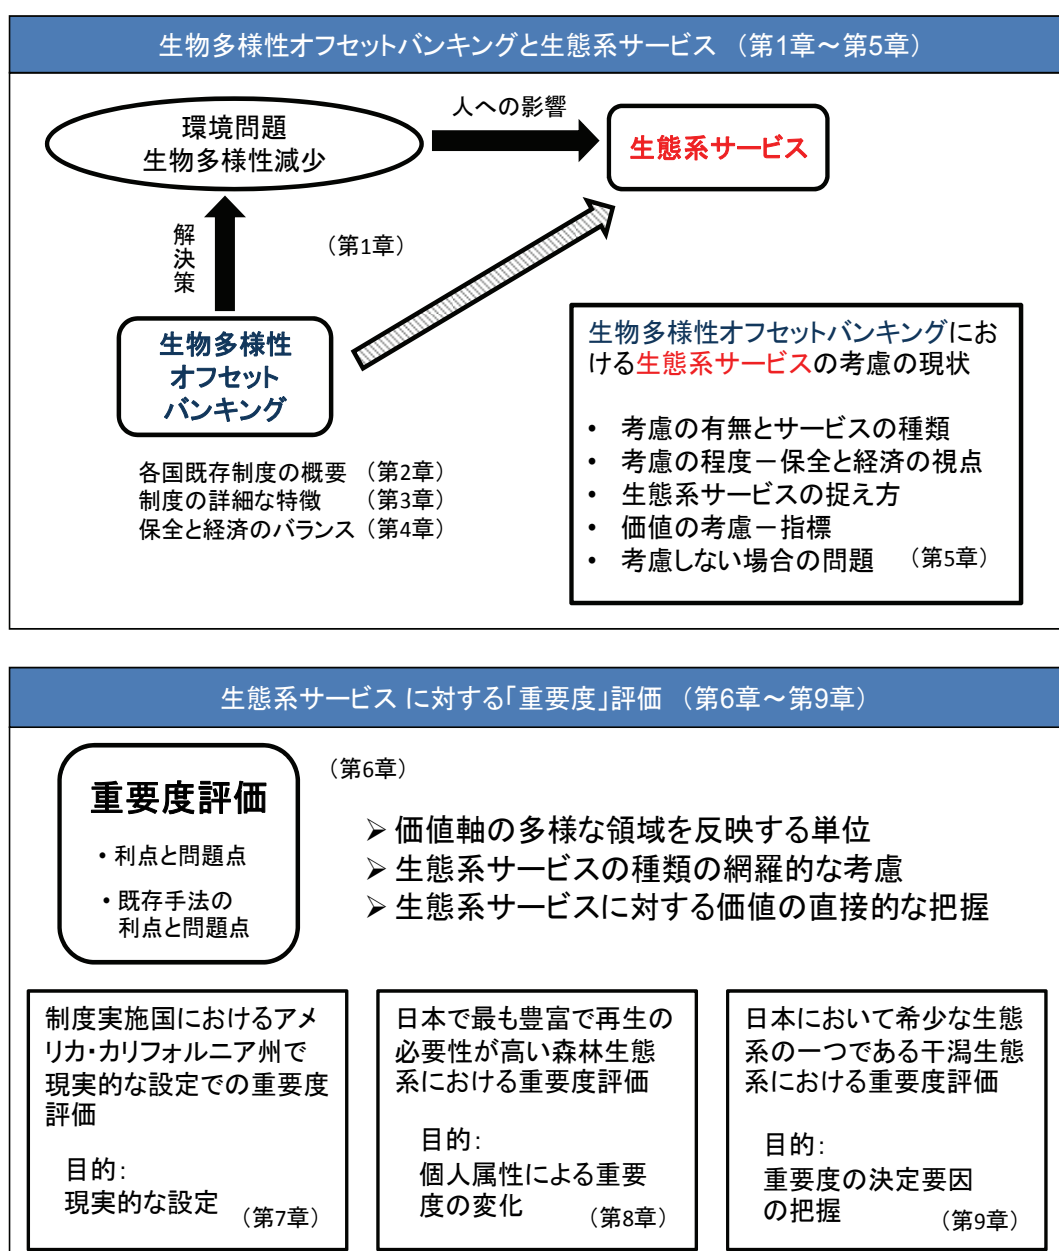 生物多様性オフセットバンキングと生態系サービス （第1章～第5章）
環境問題
生物多様性減少
人への影響
生態系サービス
解決策
（第1章）
生物多様性
オフセット
バンキング
各国既存制度の概要 （第2章）
制度の詳細な特徴 （第3章）
保全と経済のバランス（第4章）
生物多様性オフセットバンキングにお
ける生態系サービスの考慮の現状
• 考慮の有無とサービスの種類
• 考慮の程度－保全と経済の視点
• 生態系サービスの捉え方
• 価値の考慮－指標
• 考慮しない場合の問題 （第5章）
生態系サービス に対する「重要度」評価 （第6章～第9章）
重要度評価
・利点と問題点
・既存手法の
利点と問題点
（第6章）
➢ 価値軸の多様な領域を反映する単位
➢ 生態系サービスの種類の網羅的な考慮
➢ 生態系サービスに対する価値の直接的な把握
制度実施国におけるアメ
リカ・カリフォルニア州で
現実的な設定での重要度
評価
目的：
現実的な設定 （第7章）
日本で最も豊富で再生の
必要性が高い森林生態
系における重要度評価
目的：
個人属性による重要
度の変化 （第8章）
日本において希少な生態
系の一つである干潟生態
系における重要度評価
目的：
重要度の決定要因
の把握 （第9章）